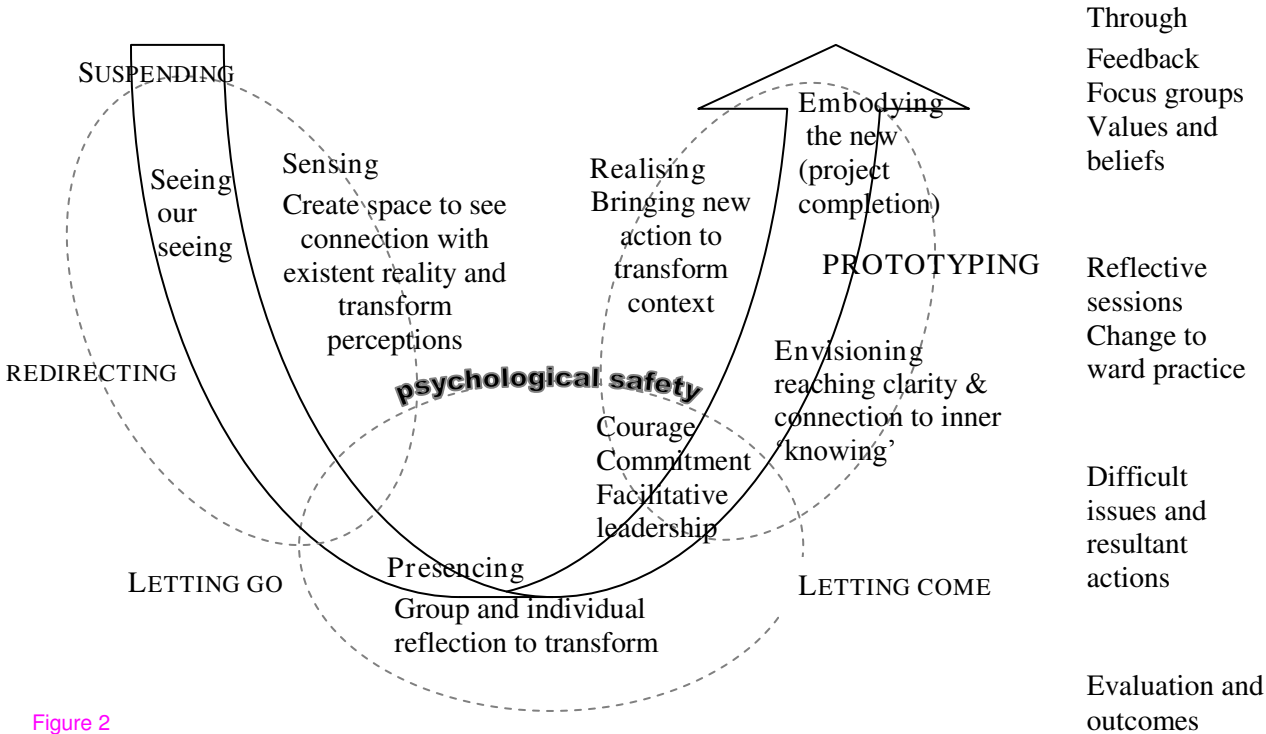 SUSPENDING
Seeing
our
seeing
Sensing
Create space to see
connection with
existent reality and
transform
perceptions
REDIRECTING
LETTING GO
psychological safety
Presencing
Group and individual
reflection to transform
Courage
Commitment
Facilitative
leadership
Realising
Bringing new
action to
transform
context
Embodying
the new
(project
completion)
PROTOTYPING
Envisioning
reaching clarity &
connection to inner
‘knowing’
LETTING COME
Through
Feedback
Focus groups
Values and
beliefs
Reflective
sessions
Change to
ward practice
Difficult
issues and
resultant
actions
Evaluation and
outcomes
Figure 2